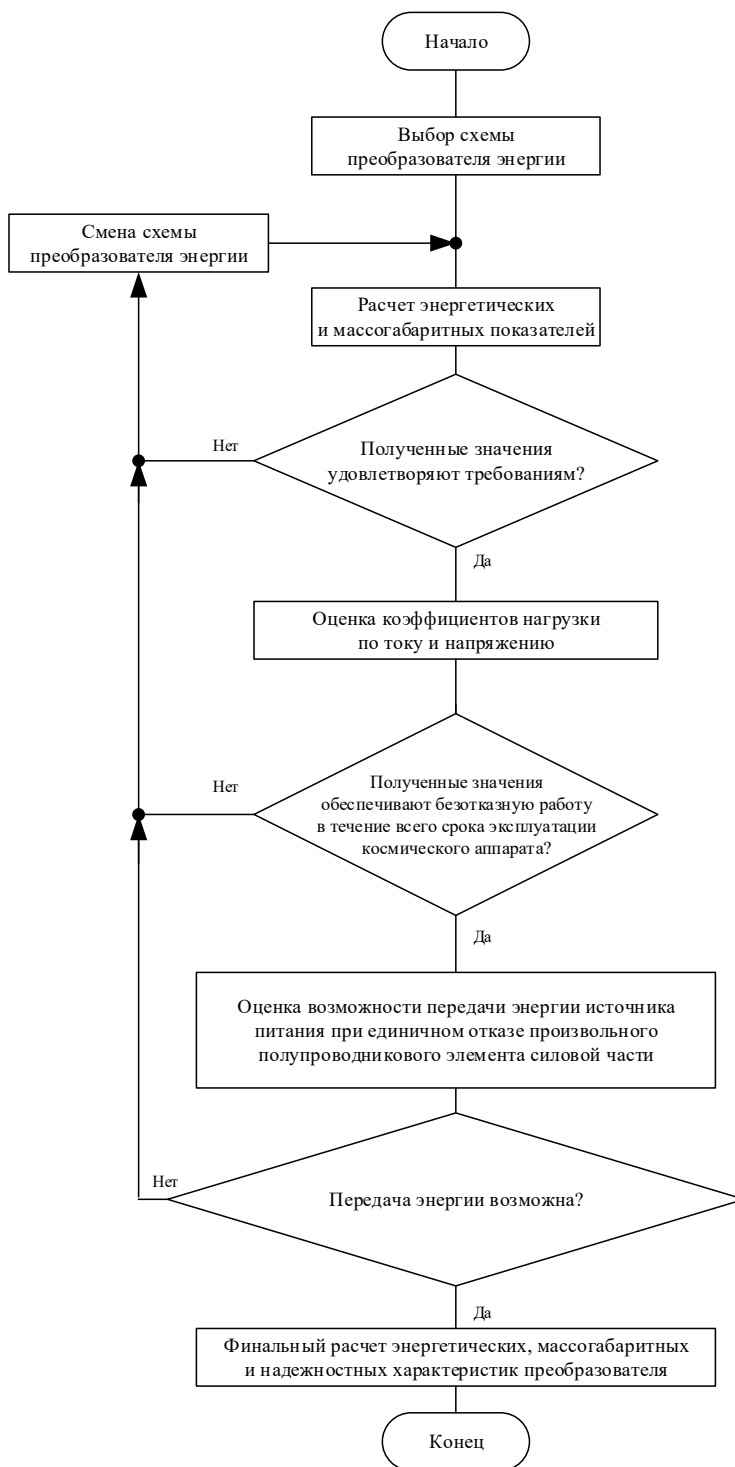 Начало
Выбор схемы
преобразователя энергии
Смена схемы
преобразователя энергии
Расчет энергетических
и массогабаритных показателей
Нет
Полученные значения
удовлетворяют требованиям?
Да
Оценка коэффициентов нагрузки
по току и напряжению
Нет
Полученные значения
обеспечивают безотказную работу
в течение всего срока эксплуатации
космического аппарата?
Да
Оценка возможности передачи энергии источника
питания при единичном отказе произвольного
полупроводникового элемента силовой части
Нет
Передача энергии возможна?
Да
Финальный расчет энергетических, массогабаритных
и надежностных характеристик преобразователя
Конец